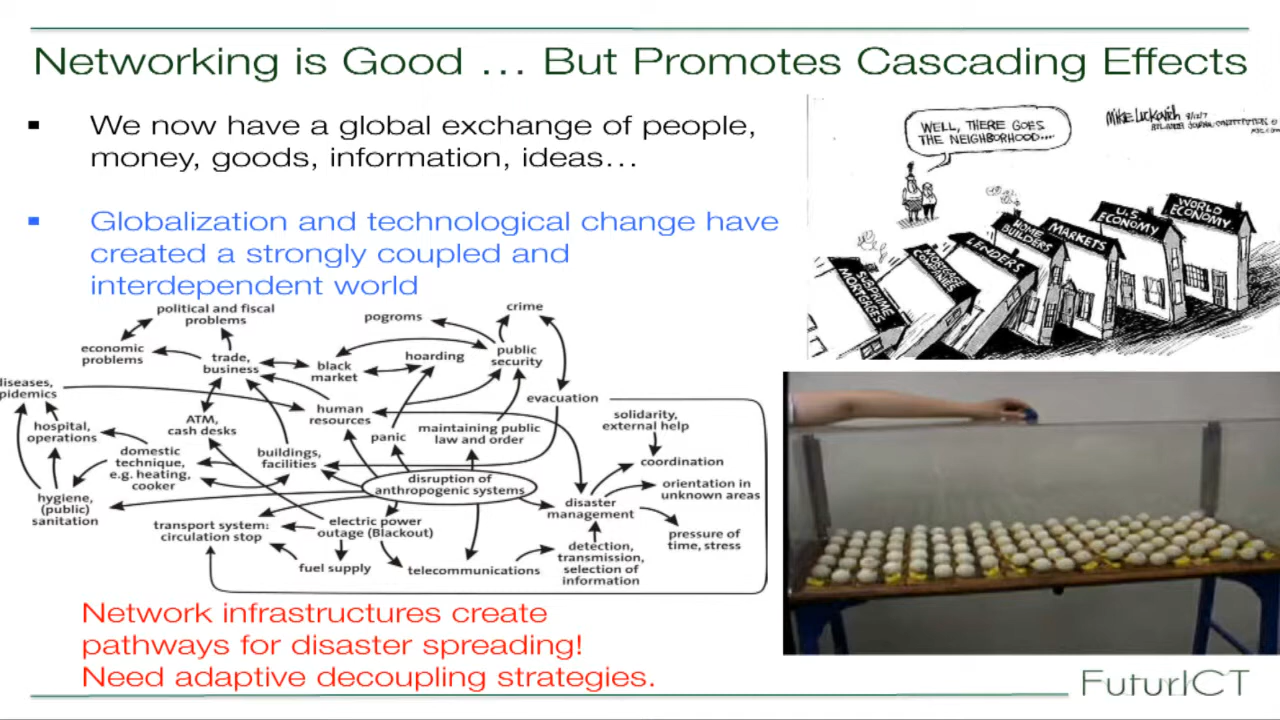 Networking is Good … But Promotes Cascading Effects
▪ We now have a global exchange of people,
money, goods, information, ideas…
▪ Globalization and technological change have
created a strongly coupled and
interdependent world
WELL, THERE GOES
THE NEIGHBORHOOD...
Mike Luckovich
SUBPRIME
MORTGAGES
MORTGAGE
COMPANIES
LENDERS
HOME
BUILDERS
MARKETS
U.S.
ECONOMY
WORLD
ECONOMY
political and fiscal
problems
pogroms
crime
economic
problems
trade,
business
black
market
hoarding
public
security
diseases,
epidemics
evacuation
human
resources
solidarity,
external help
ATM,
cash desks
hospital,
operations
panic
maintaining public
law and order
domestic
technique,
e.g. heating,
cooker
buildings,
facilities
coordination
disruption of
anthropogenic systems
orientation in
unknown areas
hygiene,
(public)
sanitation
disaster
management
transport system:
circulation stop
electric power
outage (Blackout)
pressure of
time, stress
fuel supply
telecommunications
detection,
transmission,
selection of
information
Network infrastructures create
pathways for disaster spreading!
Need adaptive decoupling strategies.
FuturICT